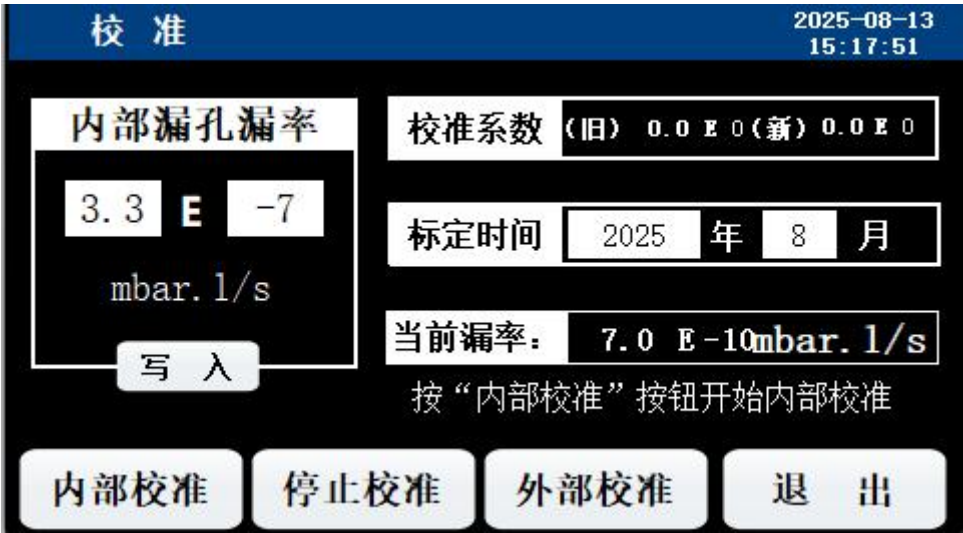 校 准
2025-08-13
15:17:51
内部漏孔漏率
3.3 E -7
mbar.l/s
写 入
校准系数 (旧) 0.0 E 0 (新) 0.0 E 0
标定时间 2025 年 8 月
当前漏率: 7.0 E-10mbar.l/s
按“内部校准”按钮开始内部校准
内部校准 停止校准 外部校准 退 出